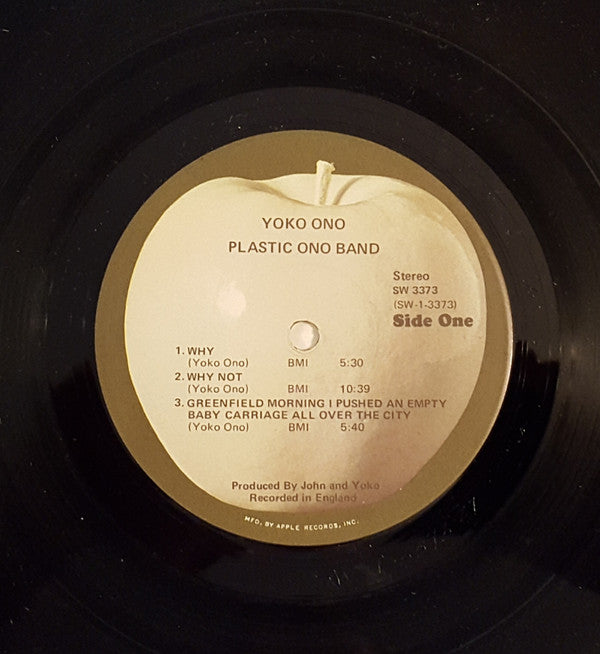 YOKO ONO
PLASTIC ONO BAND
Stereo
SW 3373
(SW-1-3373)
Side One
1. WHY
(Yoko Ono) BMI 5:30
2. WHY NOT
(Yoko Ono) BMI 10:39
3. GREENFIELD MORNING I PUSHED AN EMPTY
BABY CARRIAGE ALL OVER THE CITY
(Yoko Ono) BMI 5:40
Produced By John and Yoko
Recorded in England
MFD. BY APPLE RECORDS, INC.